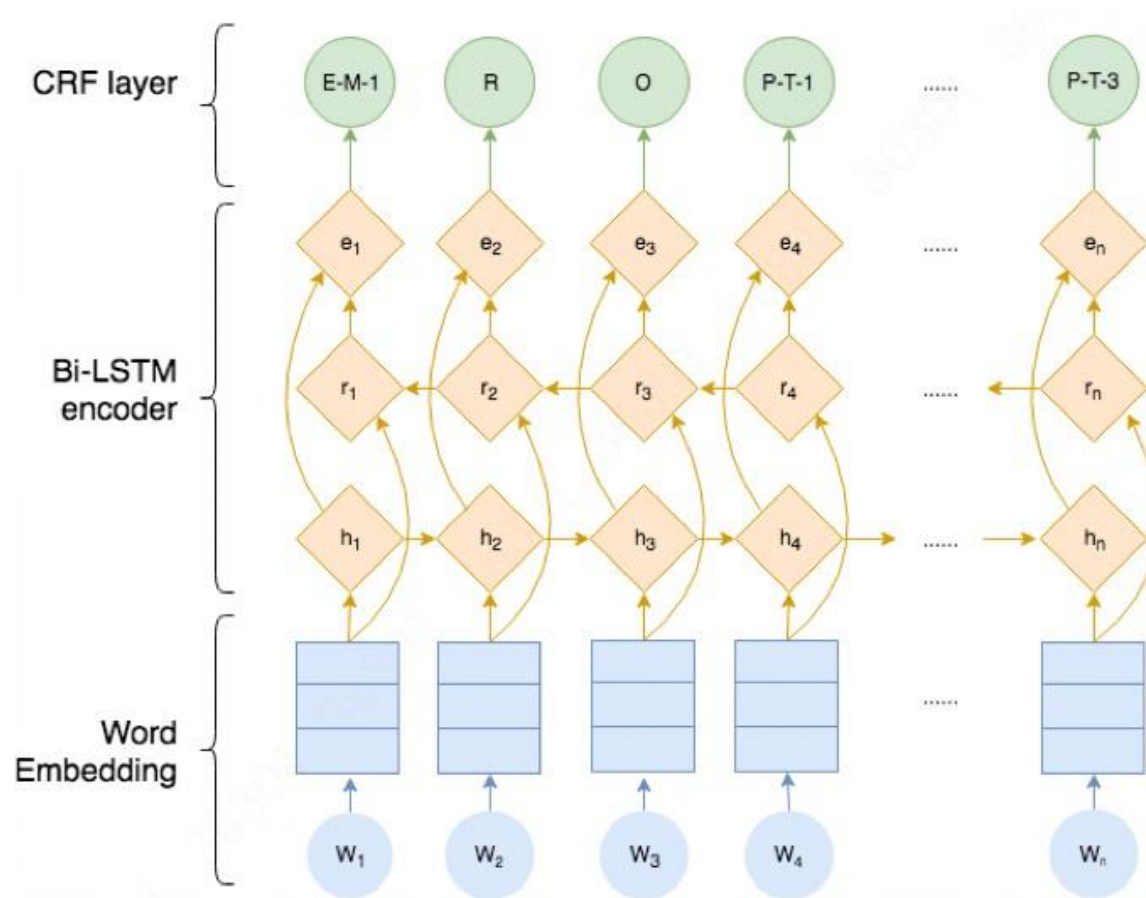 CRF layer
E-M-1 R O P-T-1 ...... P-T-3
e₁ e₂ e₃ e₄ ...... eₙ
Bi-LSTM
encoder
r₁ r₂ r₃ r₄ ...... rₙ
h₁ h₂ h₃ h₄ ...... hₙ
Word
Embedding
......
W₁ W₂ W₃ W₄ Wₙ